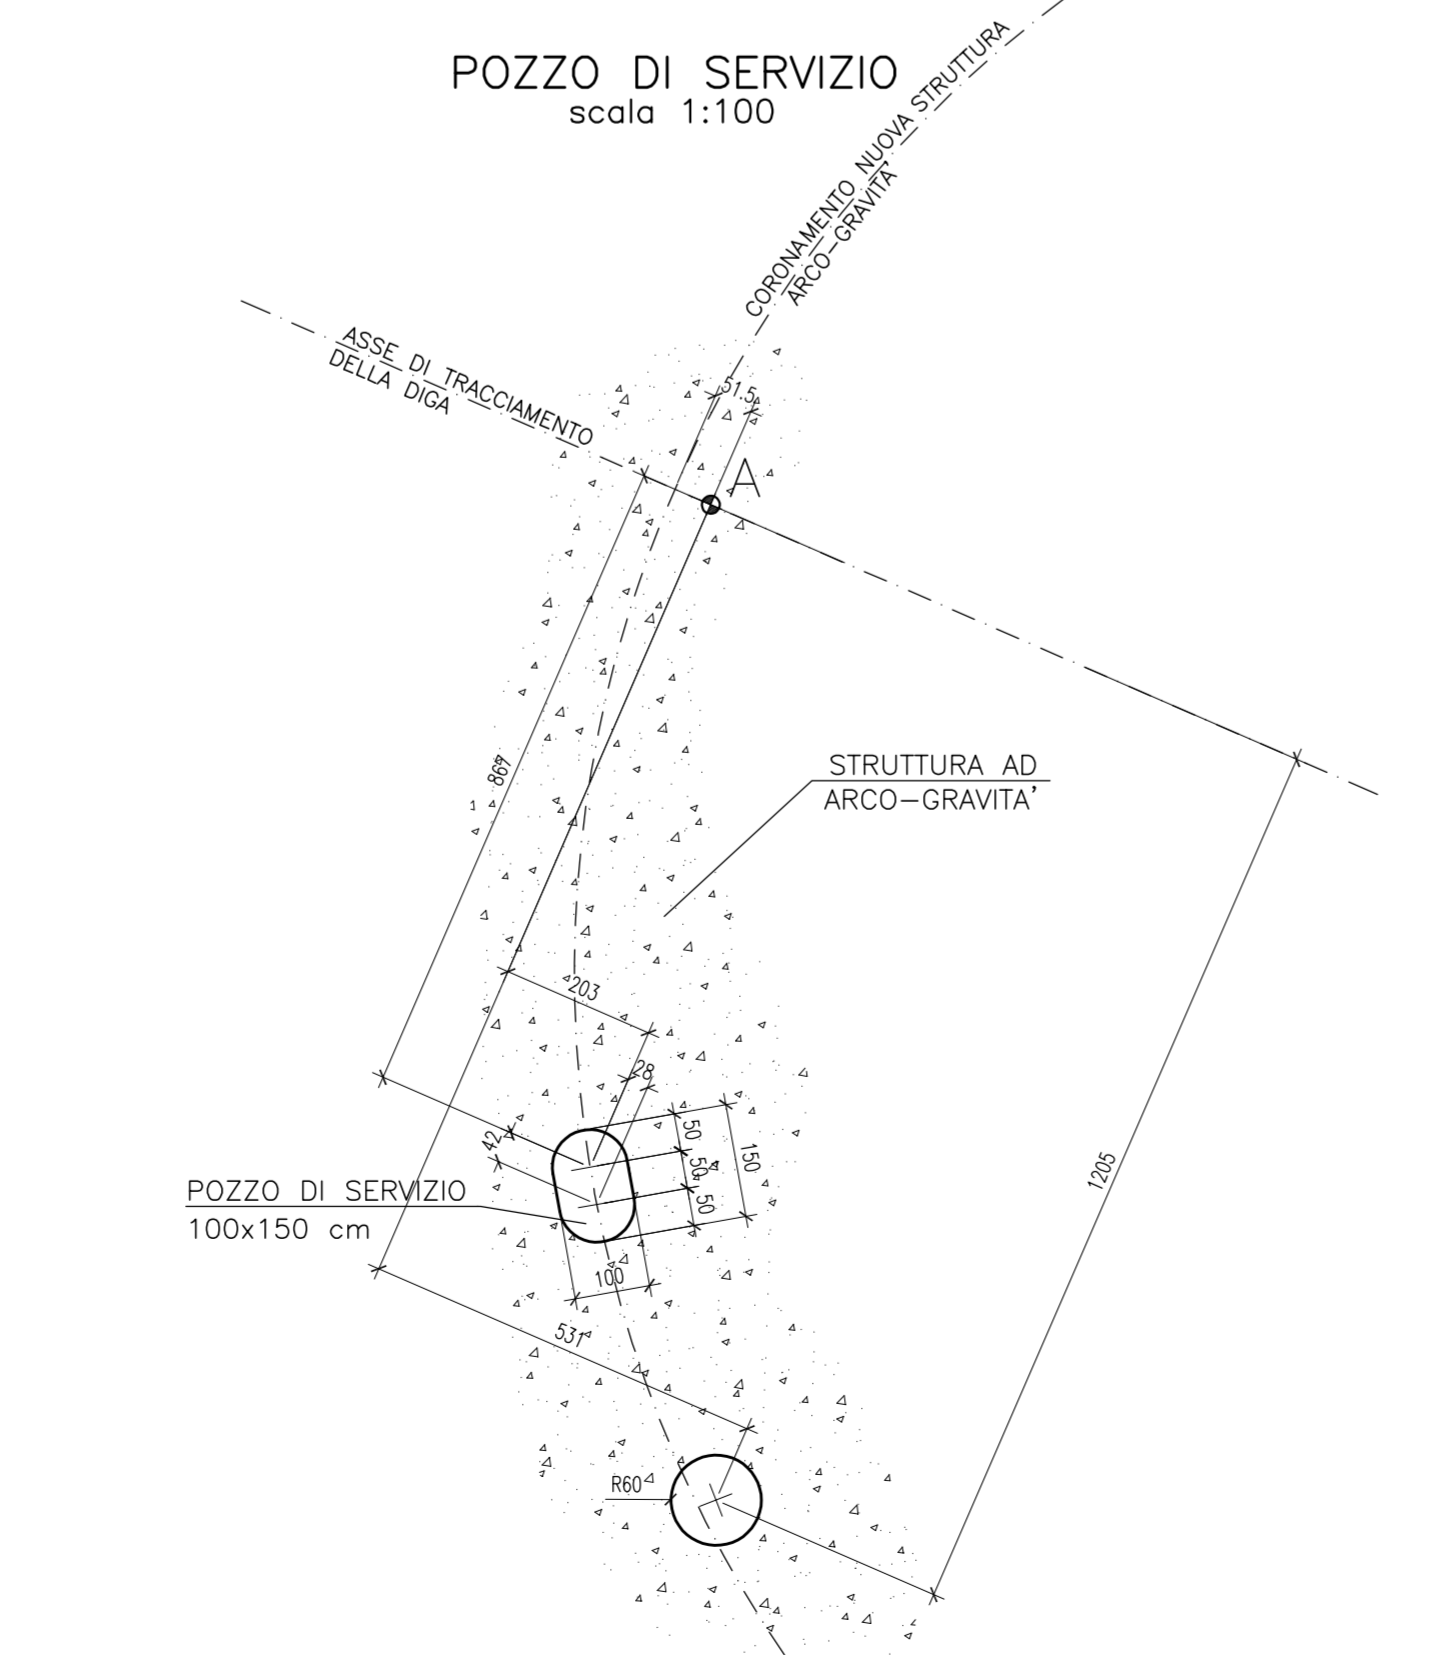 POZZO DI SERVIZIO
scala 1:100
CORONAMENTO NUOVA STRUTTURA
ARCO-GRAVITA'
ASSE DI TRACCIAMENTO
DELLA DIGA
51.5
A
STRUTTURA AD
ARCO-GRAVITA'
1
203
28
42
50
50
50
150
POZZO DI SERVIZIO
100x150 cm
1205
100
531
R60